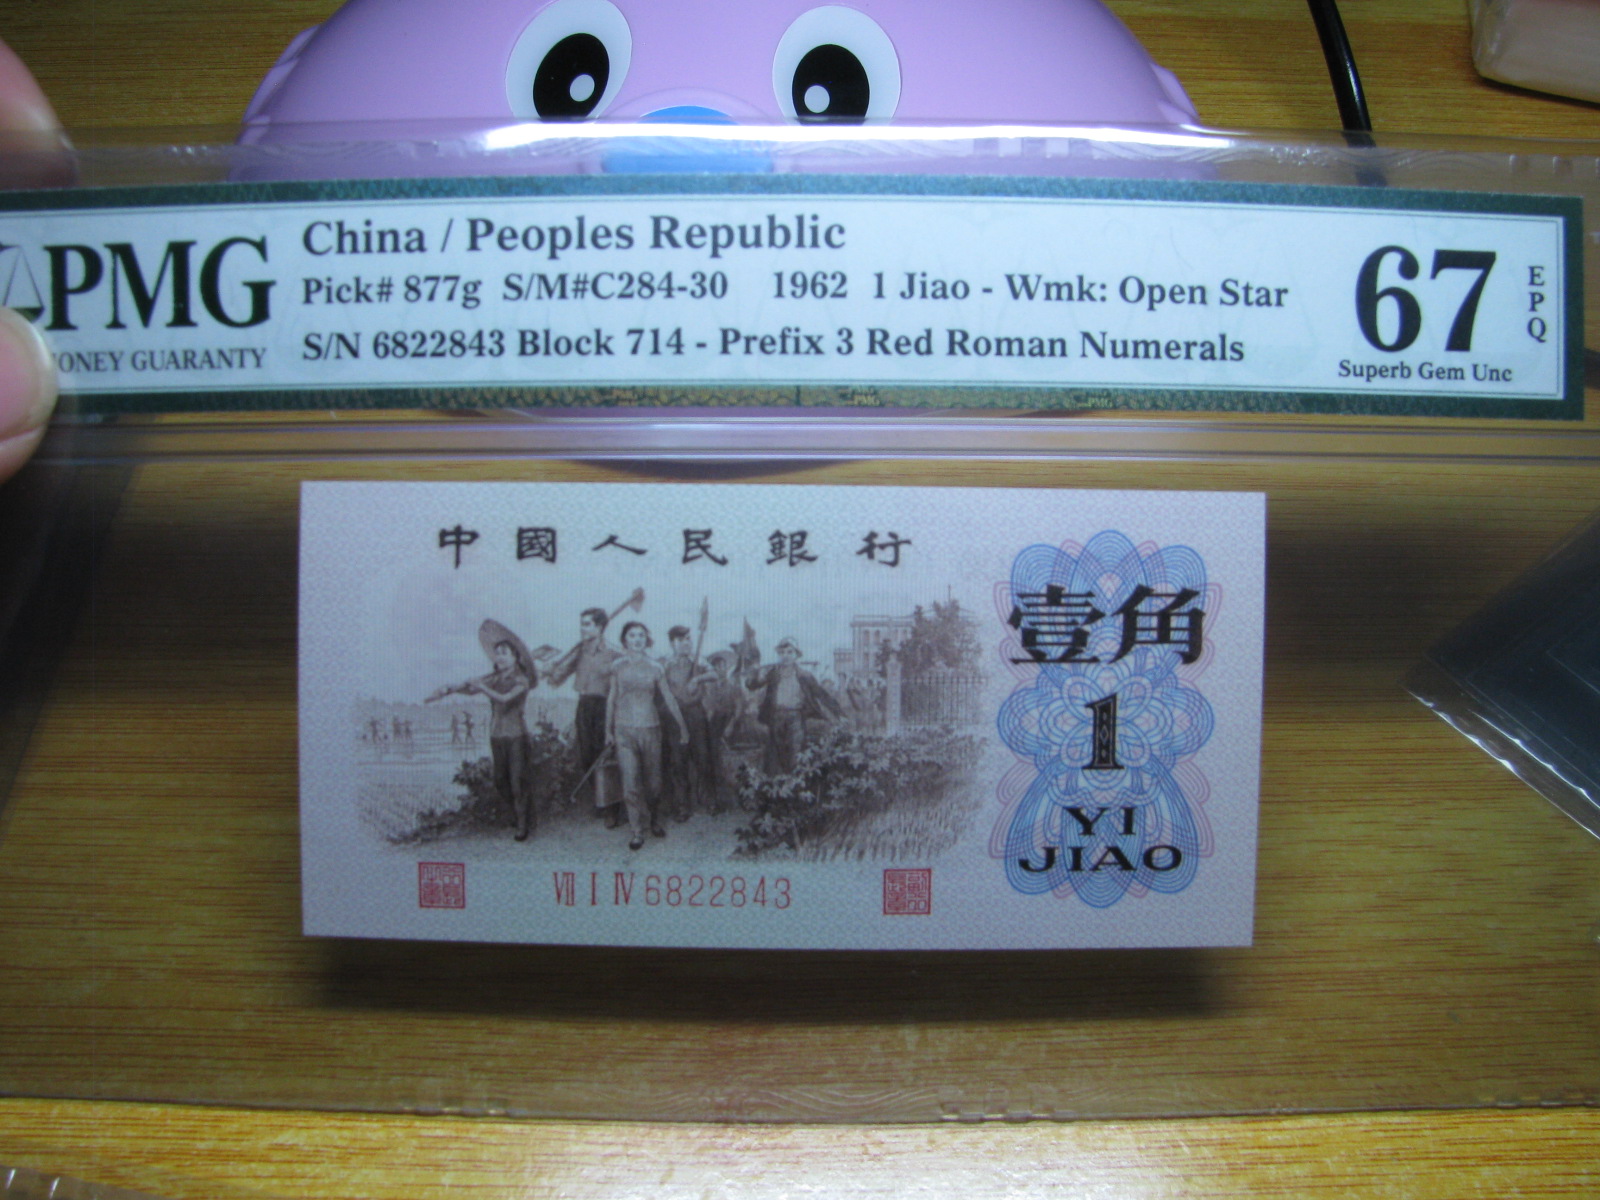 PMG
MONEY GUARANTY
China / Peoples Republic
Pick# 877g S/M#C284-30 1962 1 Jiao - Wmk: Open Star
S/N 6822843 Block 714 - Prefix 3 Red Roman Numerals
67
EPQ
Superb Gem Unc
中國人民銀行
壹角
1
YI
JIAO
VII I IV 6822843